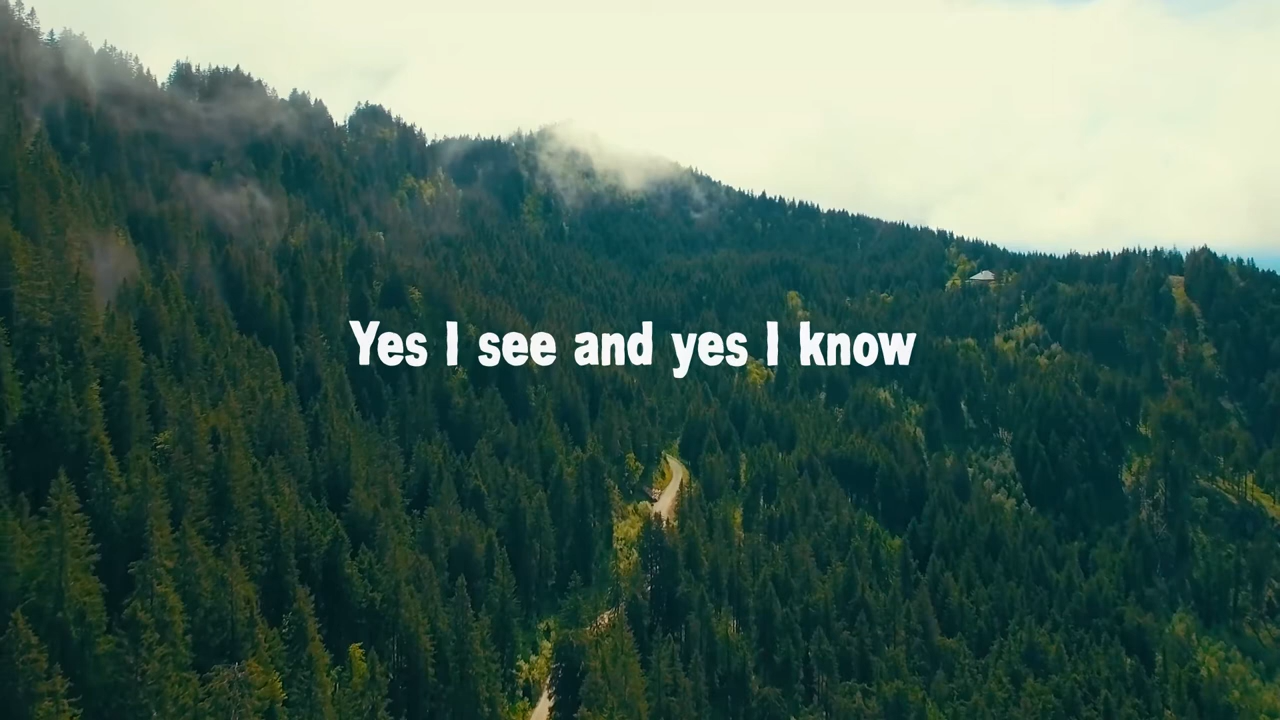 Yes I see and yes I know